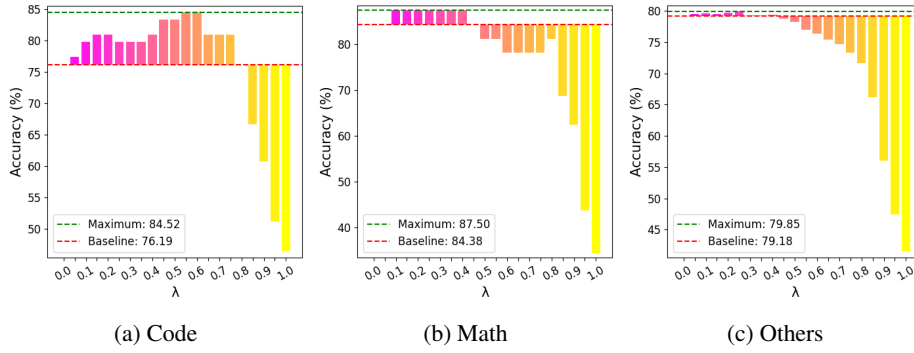 85
80
75
70
65
60
55
50
Accuracy (%)
Maximum: 84.52
Baseline: 76.19
0.0 0.1 0.2 0.3 0.4 0.5 0.6 0.7 0.8 0.9 1.0
λ
(a) Code
80
70
60
50
40
Accuracy (%)
Maximum: 87.50
Baseline: 84.38
0.0 0.1 0.2 0.3 0.4 0.5 0.6 0.7 0.8 0.9 1.0
λ
(b) Math
80
75
70
65
60
55
50
45
Accuracy (%)
Maximum: 79.85
Baseline: 79.18
0.0 0.1 0.2 0.3 0.4 0.5 0.6 0.7 0.8 0.9 1.0
λ
(c) Others